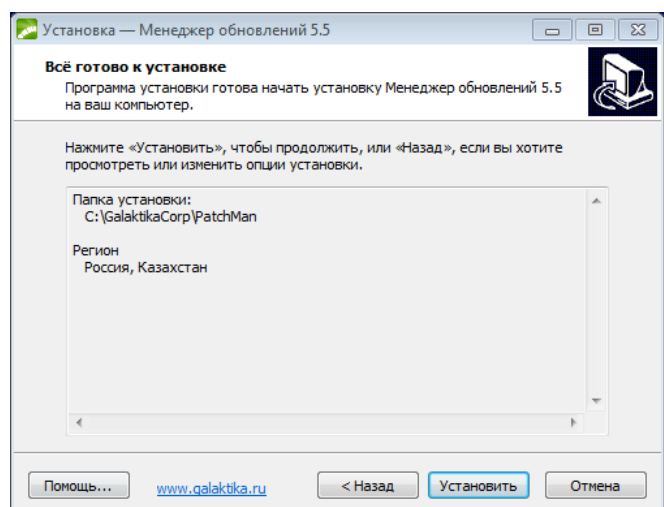 Установка — Менеджер обновлений 5.5
Всё готово к установке
Программа установки готова начать установку Менеджер обновлений 5.5
на ваш компьютер.
Нажмите «Установить», чтобы продолжить, или «Назад», если вы хотите
просмотреть или изменить опции установки.
Папка установки:
C:\GalaktikaCorp\PatchMan
Регион
Россия, Казахстан
Помощь...
www.galaktika.ru
< Назад
Установить
Отмена